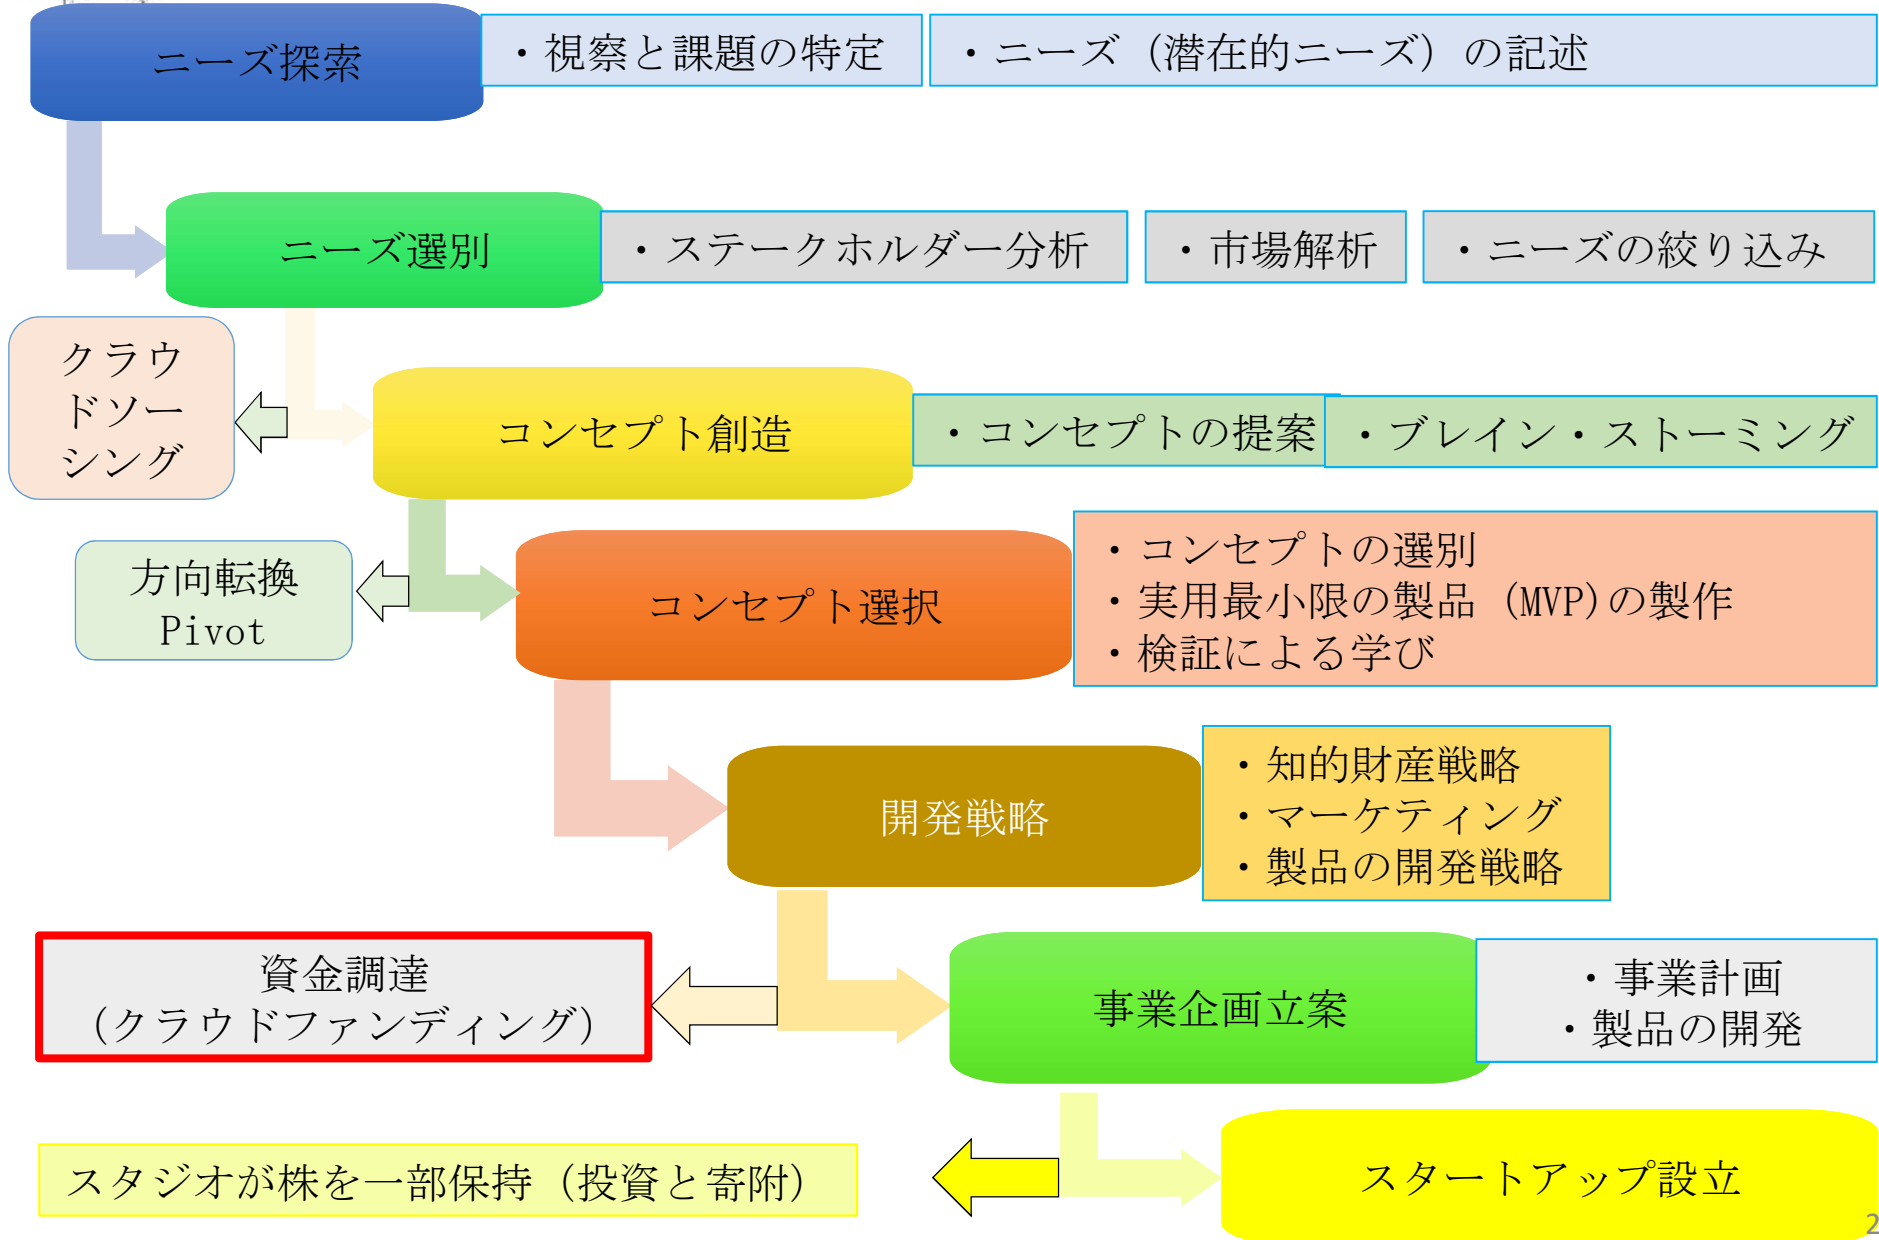 ニーズ探索
・視察と課題の特定
・ニーズ（潜在的ニーズ）の記述
ニーズ選別
・ステークホルダー分析
・市場解析
・ニーズの絞り込み
クラウ
ドソー
シング
コンセプト創造
・コンセプトの提案
・ブレイン・ストーミング
方向転換
Pivot
コンセプト選択
・コンセプトの選別
・実用最小限の製品（MVP)の製作
・検証による学び
開発戦略
・知的財産戦略
・マーケティング
・製品の開発戦略
資金調達
（クラウドファンディング）
事業企画立案
・事業計画
・製品の開発
スタジオが株を一部保持（投資と寄附）
スタートアップ設立
2